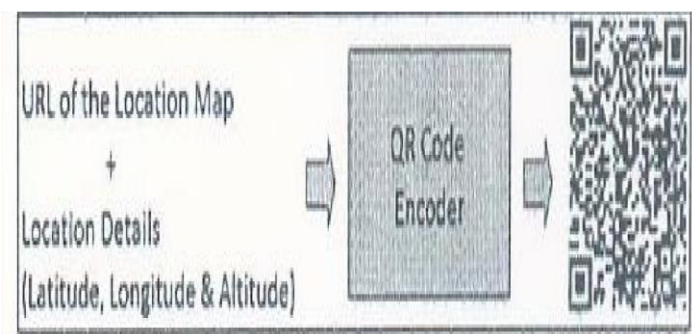 URL of the Location Map
+
Location Details
(Latitude, Longitude & Altitude)
QR Code
Encoder